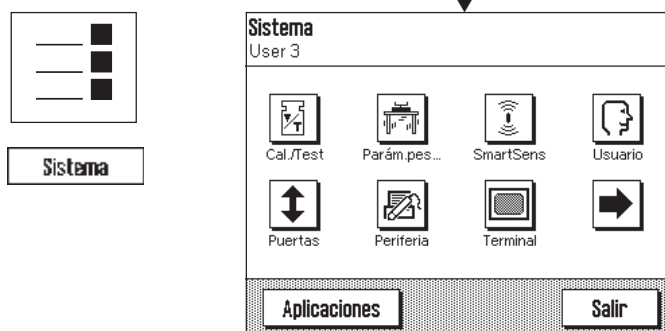 Sistema
Sistema
User 3
Cal./Test
Parám.pes...
SmartSens
Usuario
Puertas
Periferia
Terminal
Aplicaciones
Salir